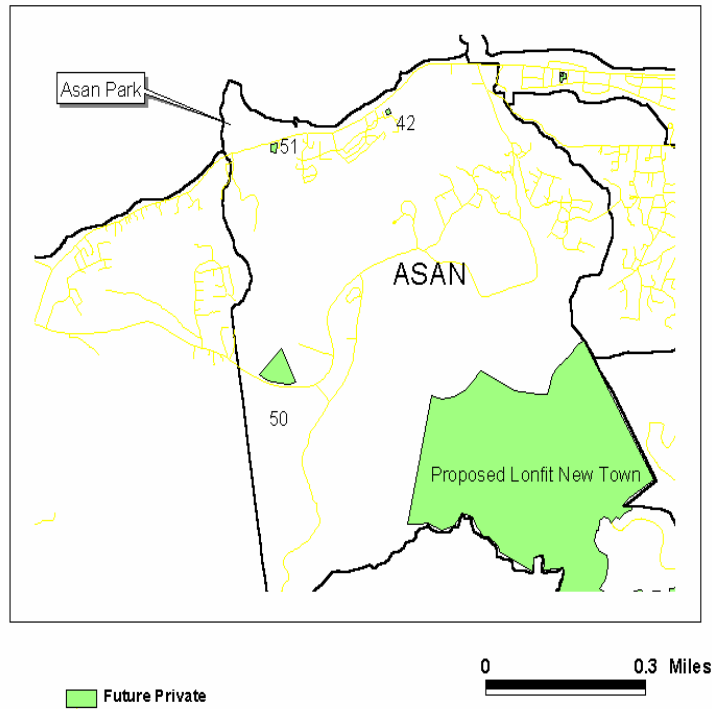 P
Asan Park
42
51
ASAN
50
Proposed Lonfit New Town
0 0.3 Miles
Future Private